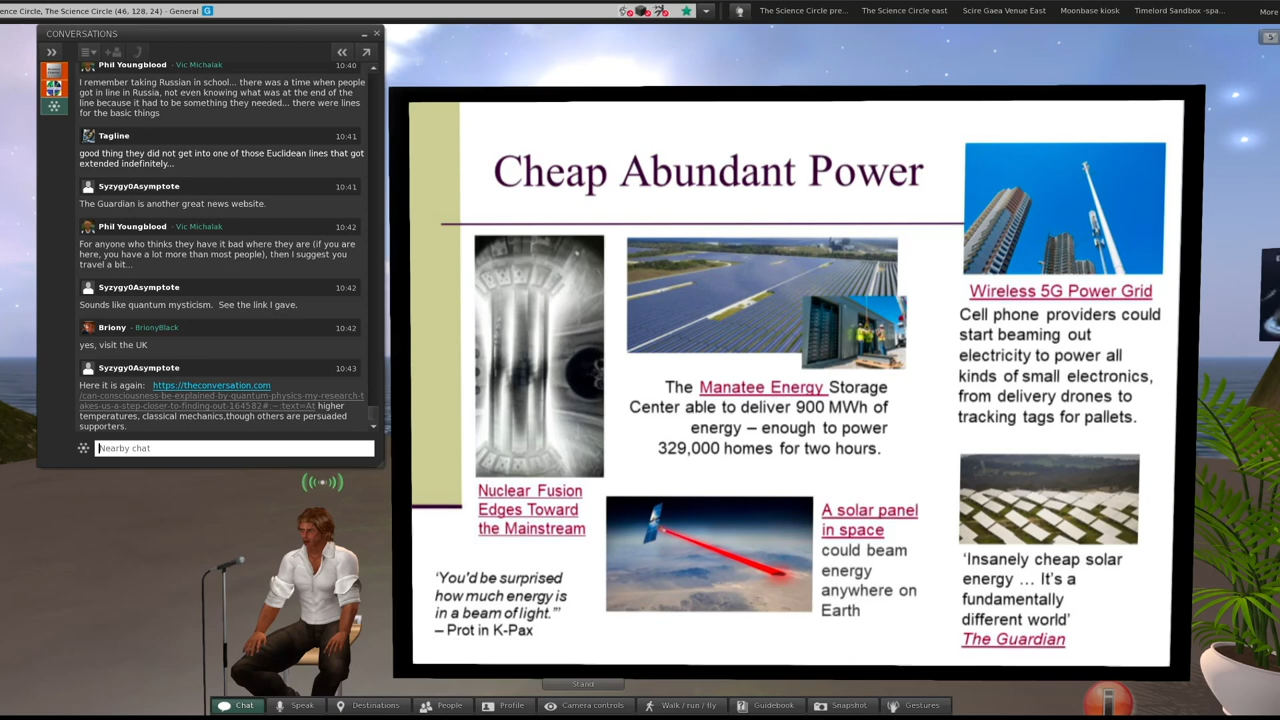 ence Circle, The Science Circle (46, 128, 24) - General
The Science Circle pre...
The Science Circle east
Scire Gaea Venue East
Moonbase kiosk
Timelord Sandbox -spa...
More
CONVERSATIONS
Phil Youngblood - Vic Michalak 10:40
I remember taking Russian in school... there was a time when people
got in line in Russia, not even knowing what was at the end of the
line because it had to be something they needed... there were lines
for the basic things
Tagline 10:41
good thing they did not get into one of those Euclidean lines that got
extended indefinitely...
Syzygy0Asymptote 10:41
The Guardian is another great news website.
Phil Youngblood - Vic Michalak 10:42
For anyone who thinks they have it bad where they are (if you are
here, you have a lot more than most people), then I suggest you
travel a bit...
Syzygy0Asymptote 10:42
Sounds like quantum mysticism. See the link I gave.
Briony - BrionyBlack 10:42
yes, visit the UK
Syzygy0Asymptote 10:43
Here it is again: https://theconversation.com
/can-consciousness-be-explained-by-quantum-physics-my-research-t
akes-us-a-step-closer-to-finding-out-164582#:~:text=At higher
temperatures, classical mechanics,though others are persuaded
supporters.
Nearby chat
Cheap Abundant Power
Nuclear Fusion
Edges Toward
the Mainstream
The Manatee Energy Storage
Center able to deliver 900 MWh of
energy – enough to power
329,000 homes for two hours.
Wireless 5G Power Grid
Cell phone providers could
start beaming out
electricity to power all
kinds of small electronics,
from delivery drones to
tracking tags for pallets.
‘You’d be surprised
how much energy is
in a beam of light.”’
– Prot in K-Pax
A solar panel
in space
could beam
energy
anywhere on
Earth
‘Insanely cheap solar
energy … It’s a
fundamentally
different world’
The Guardian
Stand
Chat
Speak
Destinations
People
Profile
Camera controls
Walk / run / fly
Guidebook
Snapshot
Gestures